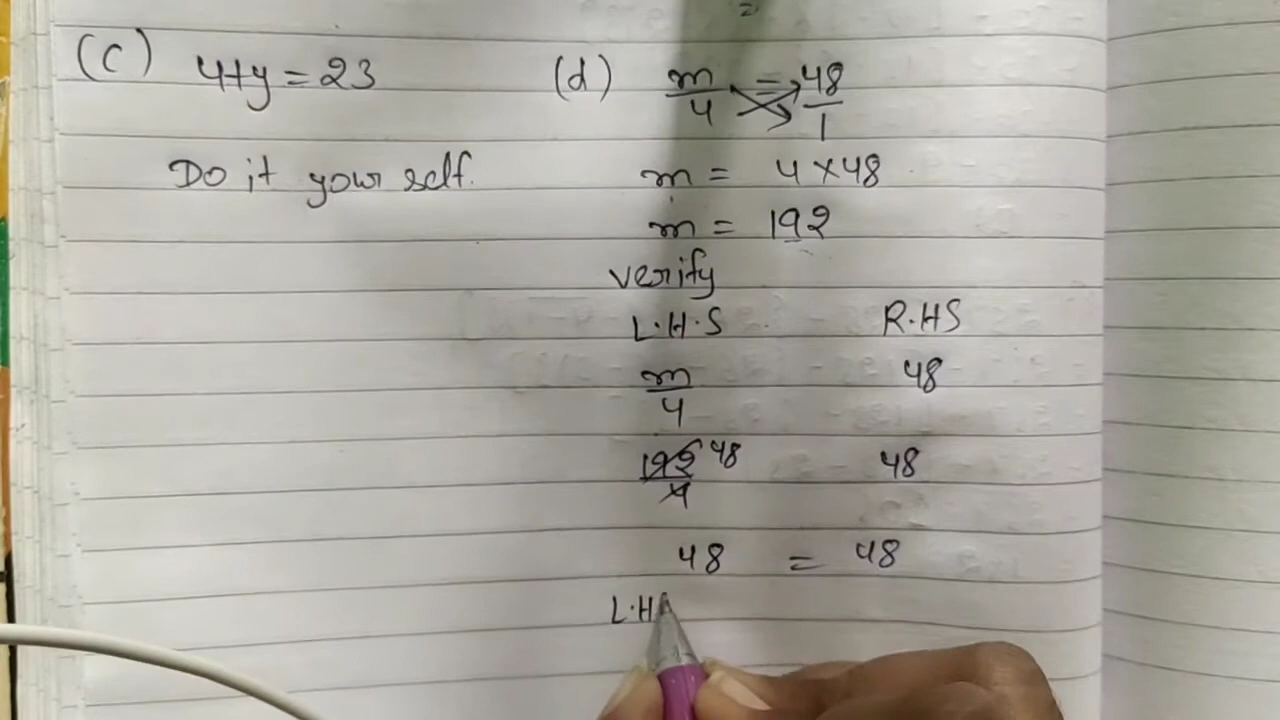 (c) 4+y=23
Do it your self.
(d) m/4 = 48/1
m = 4×48
m = 192
verify
L.H.S R.HS
m/4 48
192/4 48 48
48 = 48
L.H